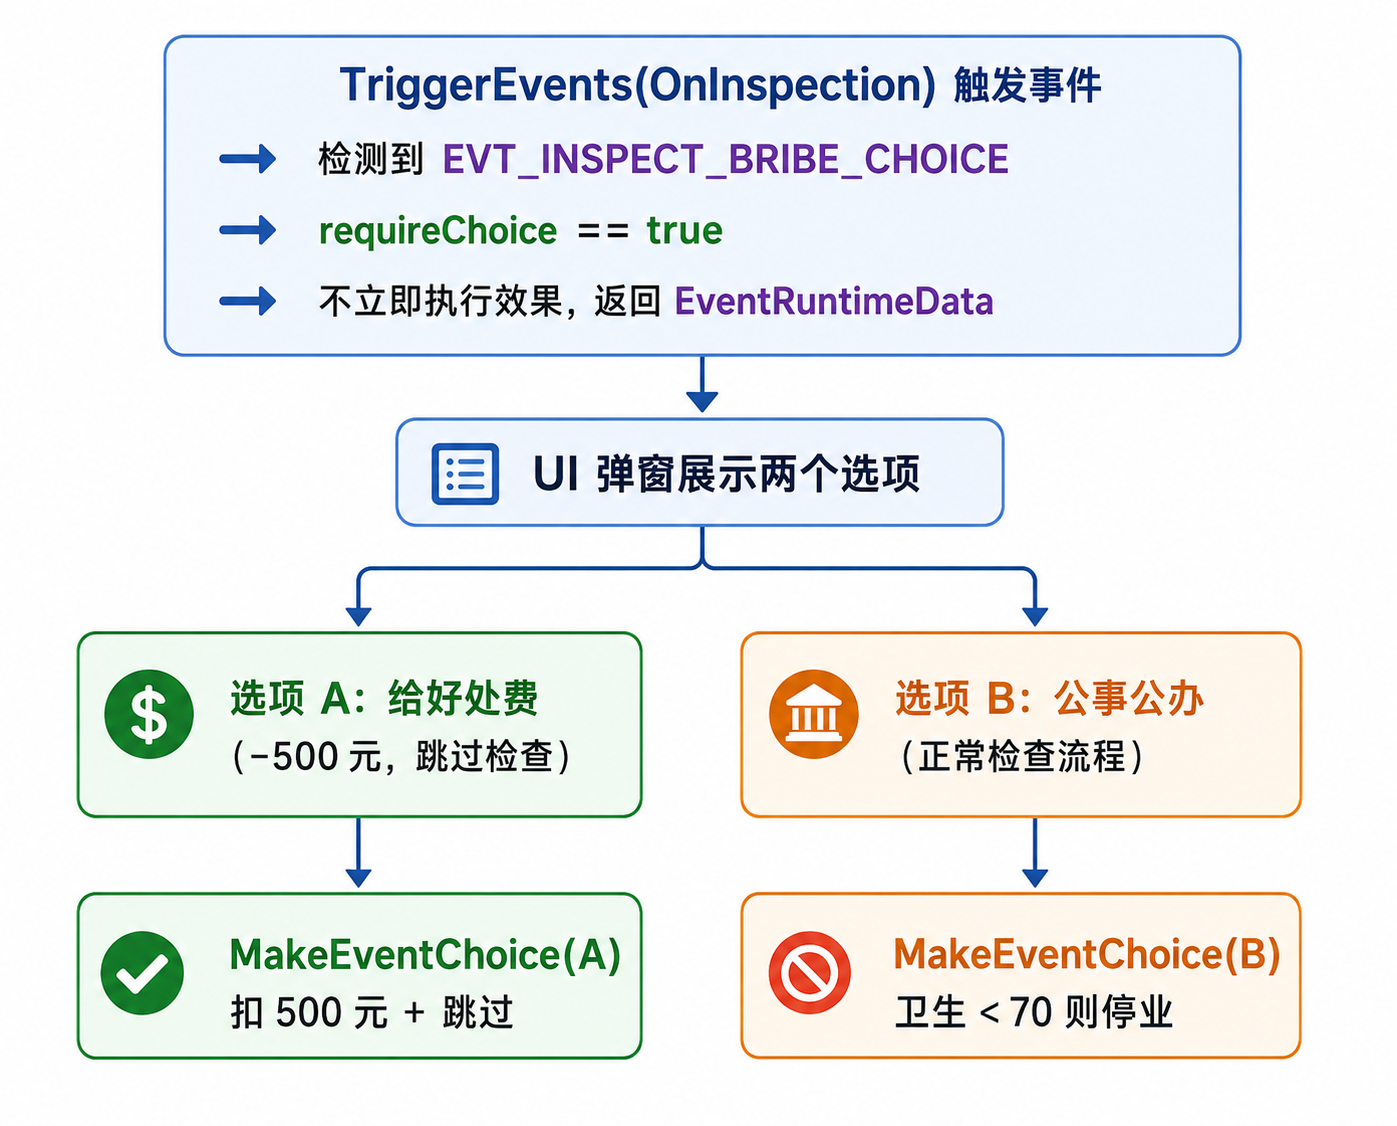 TriggerEvents(OnInspection) 触发事件
检测到 EVT_INSPECT_BRIBE_CHOICE
requireChoice == true
不立即执行效果，返回 EventRuntimeData
UI 弹窗展示两个选项
选项 A：给好处费
（-500 元，跳过检查）
选项 B：公事公办
（正常检查流程）
MakeEventChoice(A)
扣 500 元 + 跳过
MakeEventChoice(B)
卫生 < 70 则停业